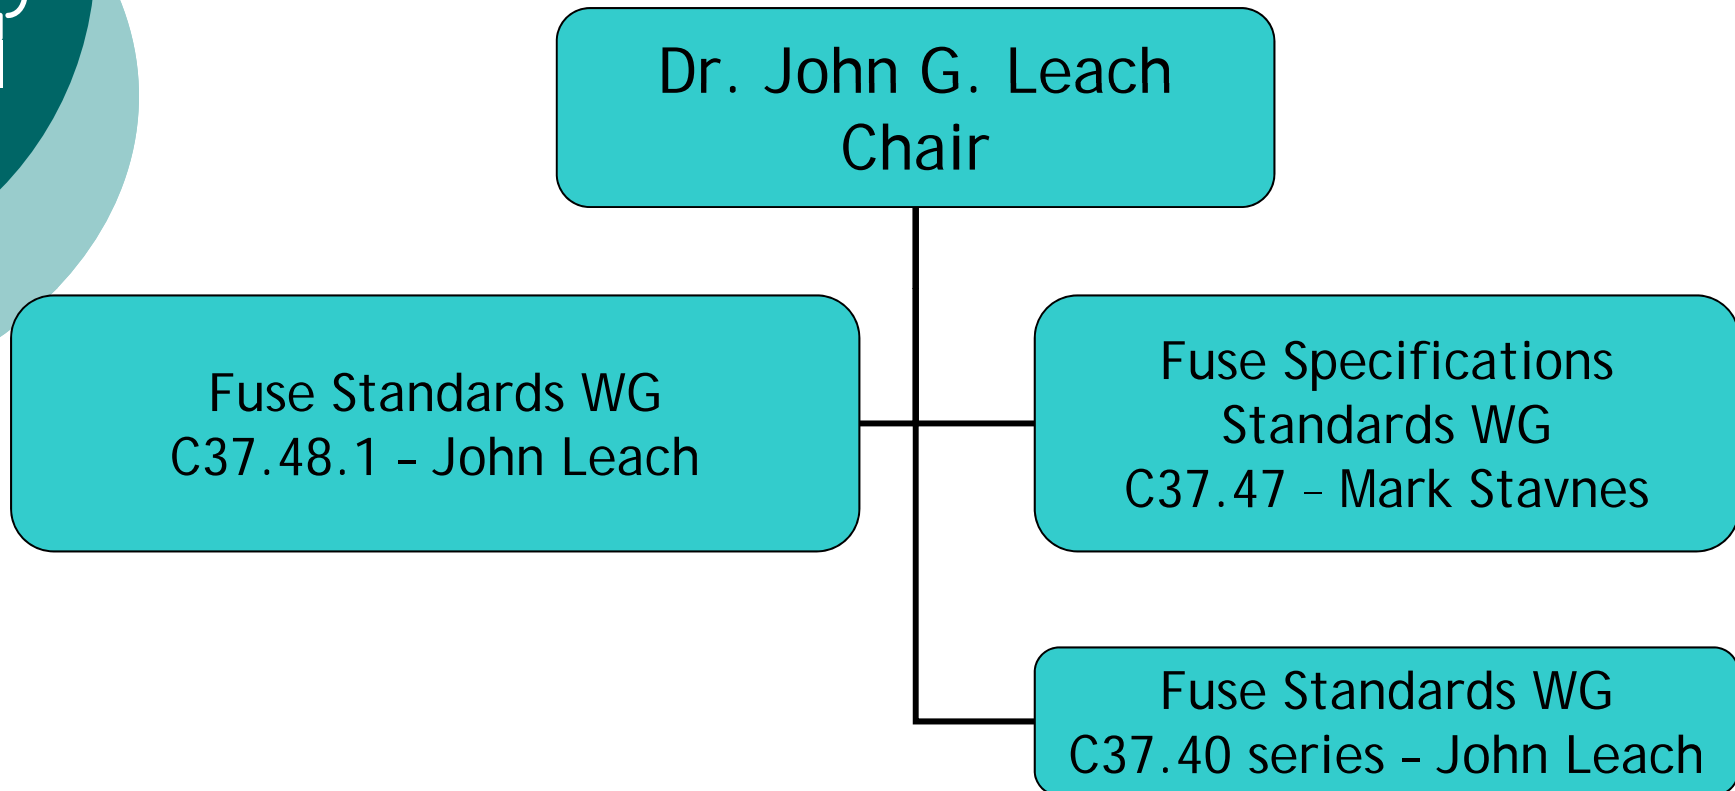 Dr. John G. Leach
Chair
Fuse Standards WG
C37.48.1 – John Leach
Fuse Specifications
Standards WG
C37.47 – Mark Stavnes
Fuse Standards WG
C37.40 series – John Leach